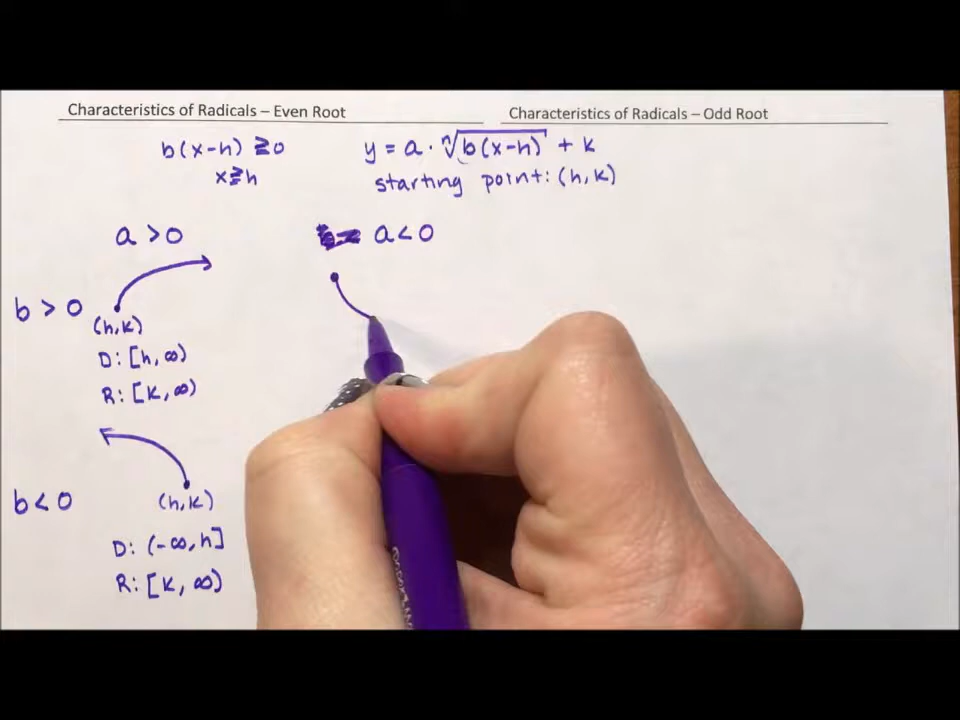 Characteristics of Radicals – Even Root
Characteristics of Radicals – Odd Root
b(x-h) ≥ 0
x ≷ h
y = a · ⁿ√b(x-h) + k
starting point: (h,k)
a > 0
a < 0
b > 0
(h,k)
D: [h, ∞)
R: [k, ∞)
b < 0
(h,k)
D: (-∞, h]
R: [k, ∞)